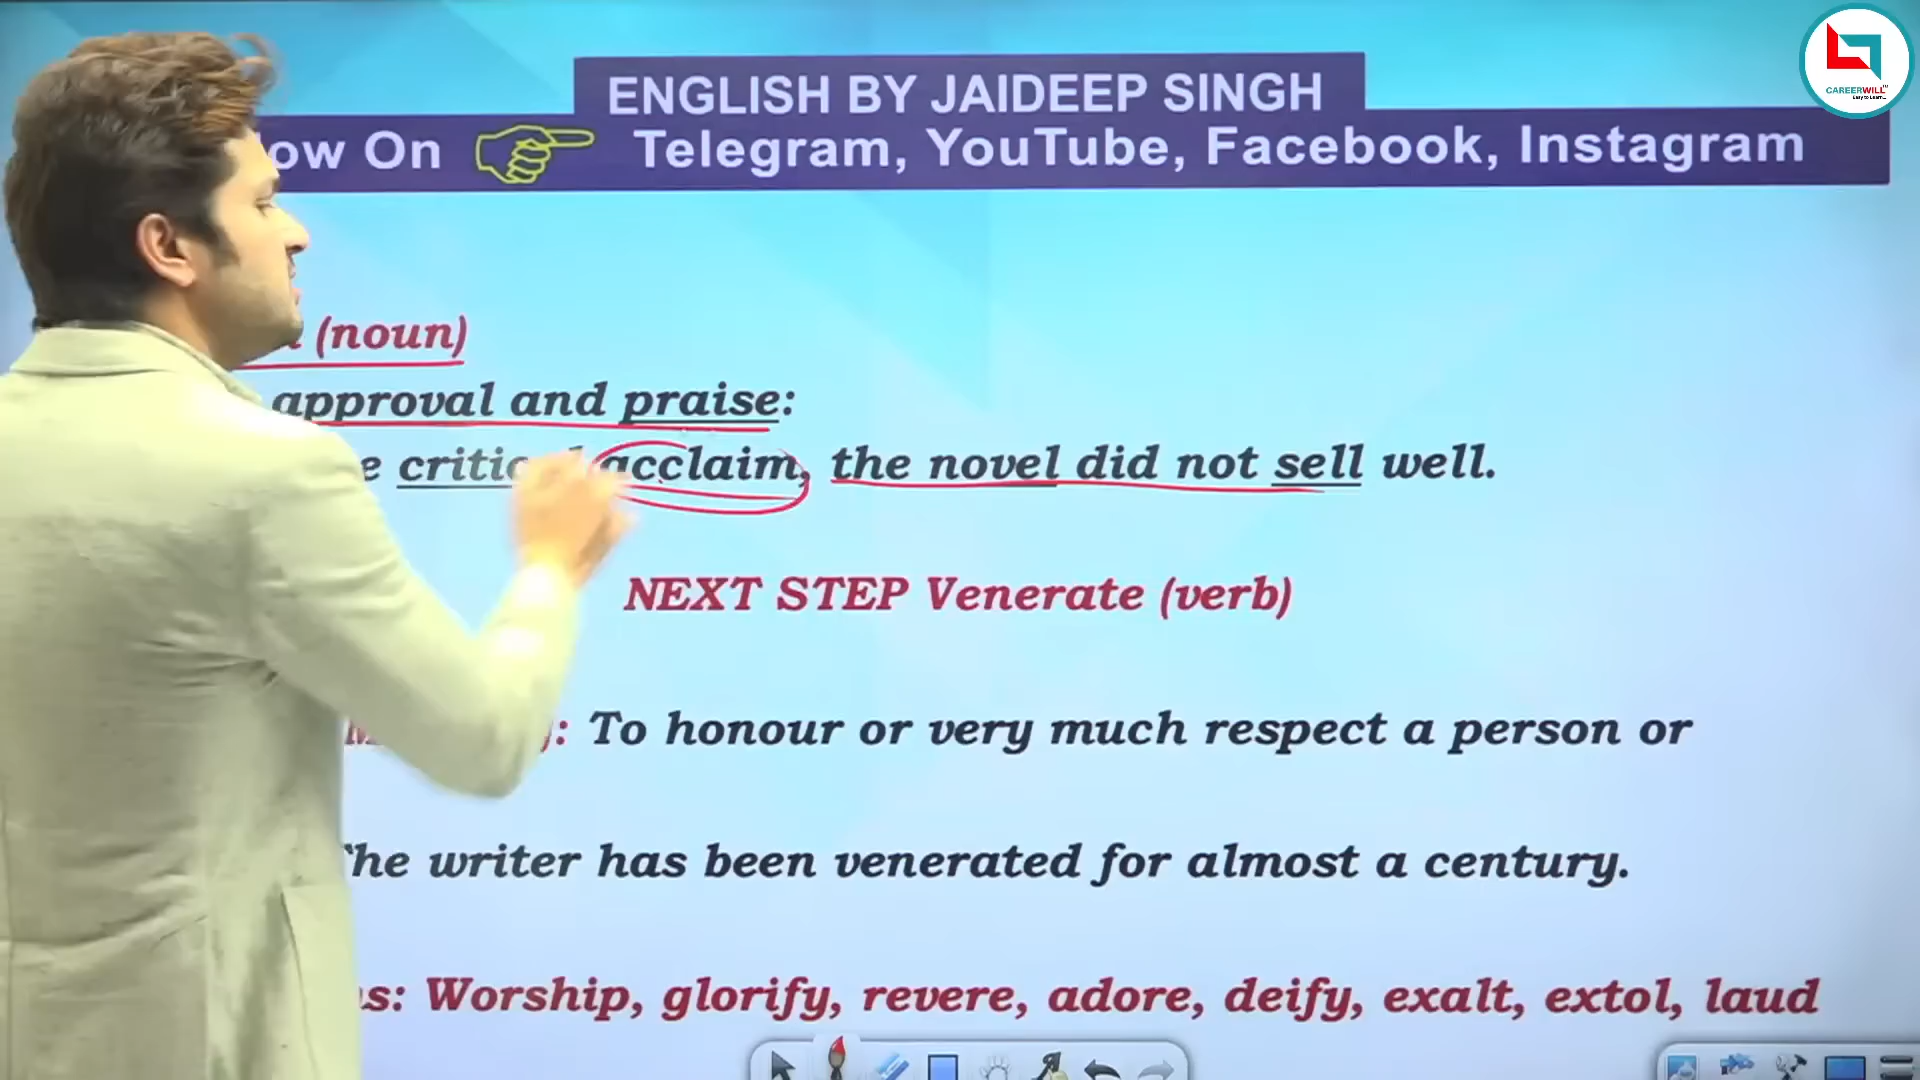 ENGLISH BY JAIDEEP SINGH
CAREERWILL
ow On Telegram, YouTube, Facebook, Instagram
(noun)
approval and praise:
e critic acclaim, the novel did not sell well.
NEXT STEP Venerate (verb)
M ): To honour or very much respect a person or
The writer has been venerated for almost a century.
s: Worship, glorify, revere, adore, deify, exalt, extol, laud